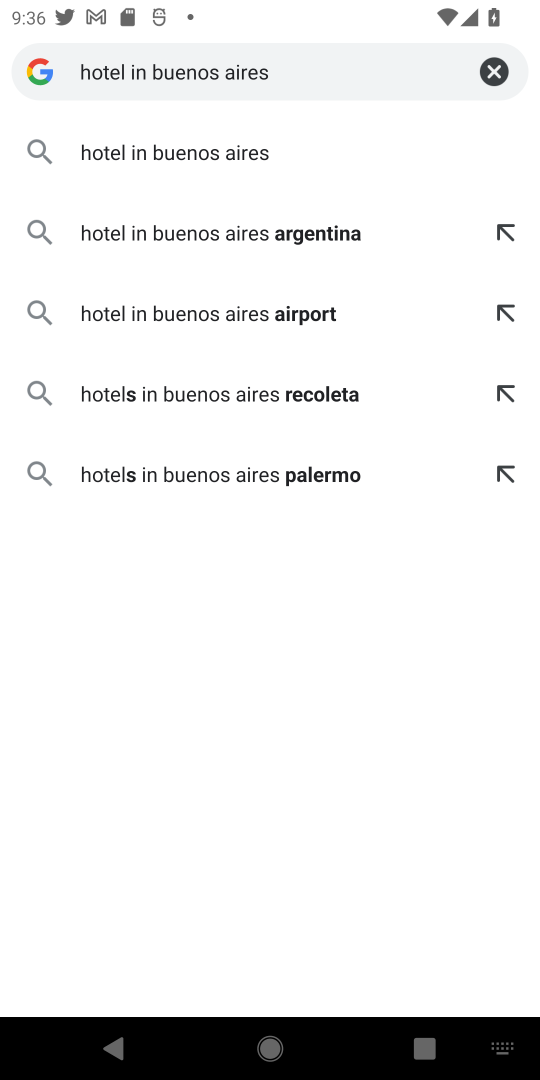 9:36
hotel in buenos aires
hotel in buenos aires
hotel in buenos aires argentina
hotel in buenos aires airport
hotels in buenos aires recoleta
hotels in buenos aires palermo